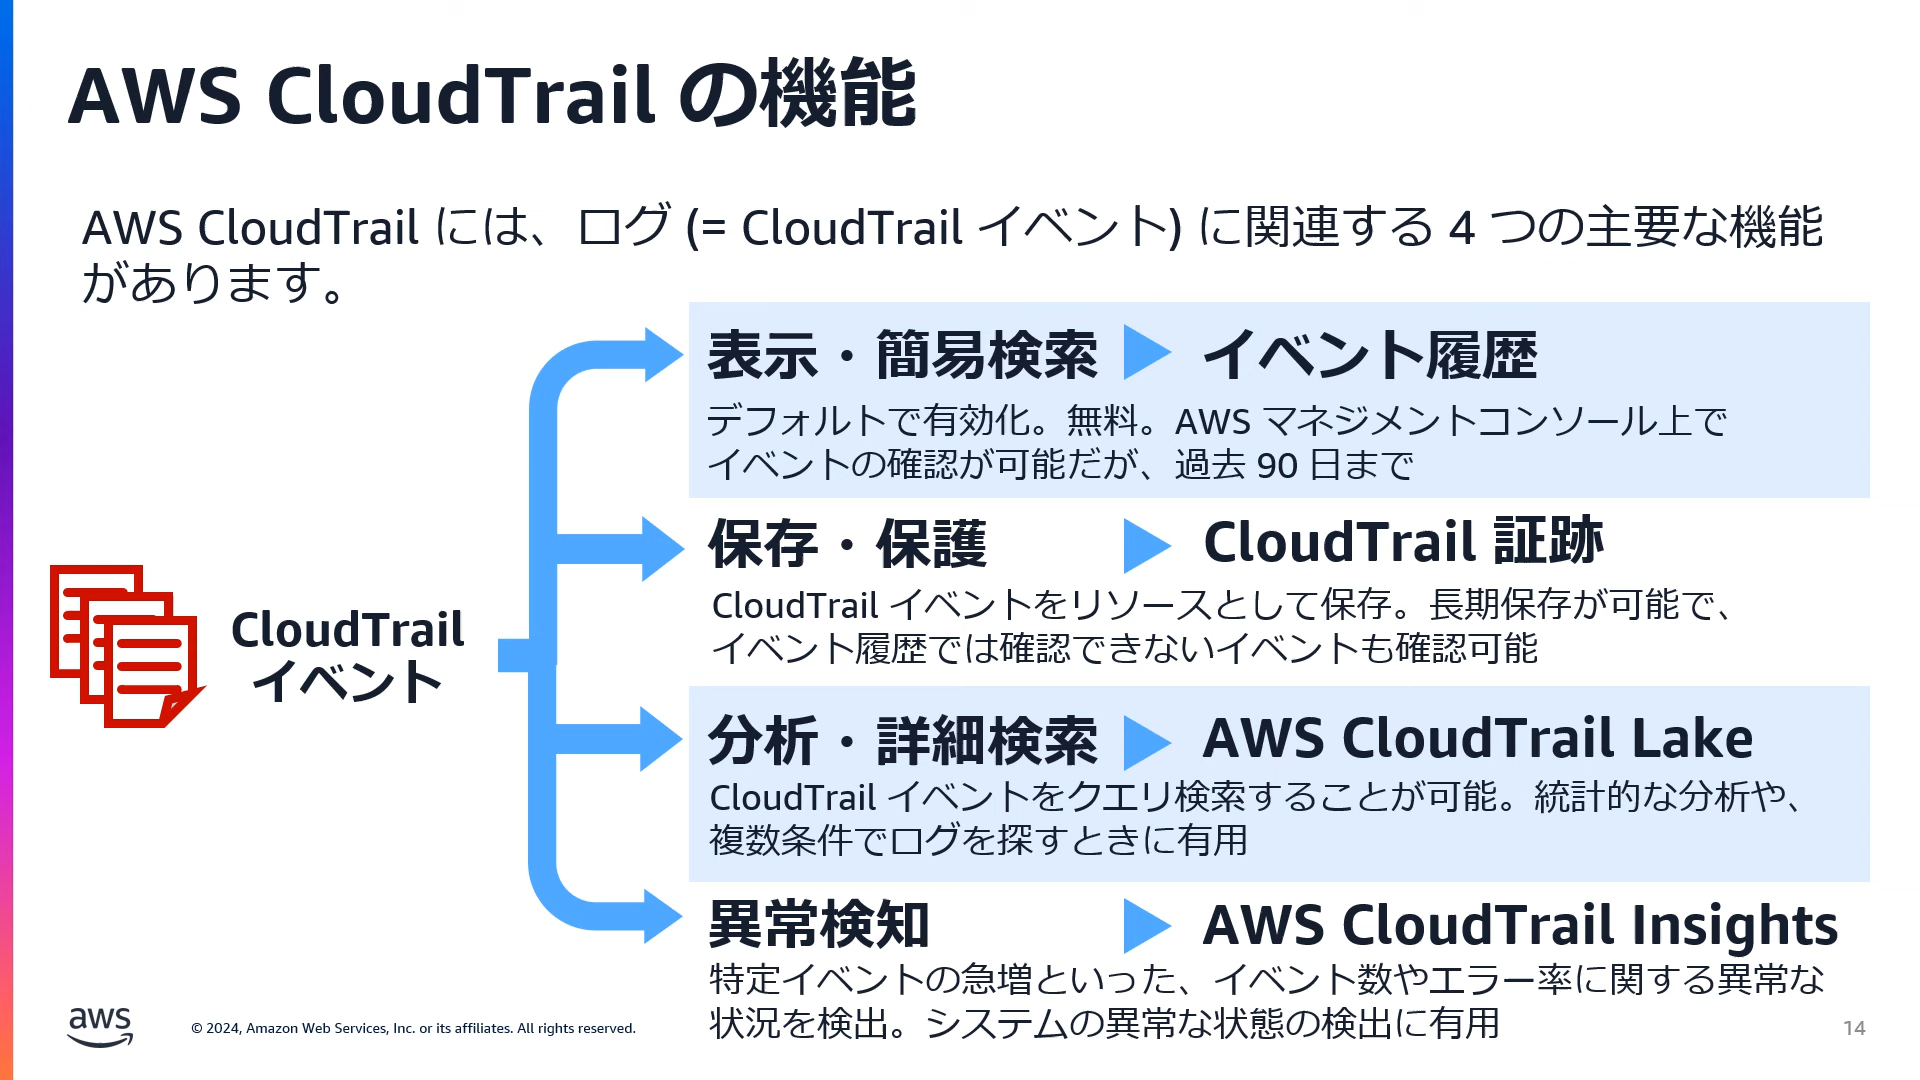 AWS CloudTrail の機能
AWS CloudTrail には、ログ (= CloudTrail イベント) に関連する 4 つの主要な機能
があります。
CloudTrail
イベント
表示・簡易検索 ▶ イベント履歴
デフォルトで有効化。無料。AWS マネジメントコンソール上で
イベントの確認が可能だが、過去 90 日まで
保存・保護 ▶ CloudTrail 証跡
CloudTrail イベントをリソースとして保存。長期保存が可能で、
イベント履歴では確認できないイベントも確認可能
分析・詳細検索 ▶ AWS CloudTrail Lake
CloudTrail イベントをクエリ検索することが可能。統計的な分析や、
複数条件でログを探すときに有用
異常検知 ▶ AWS CloudTrail Insights
特定イベントの急増といった、イベント数やエラー率に関する異常な
状況を検出。システムの異常な状態の検出に有用
aws
© 2024, Amazon Web Services, Inc. or its affiliates. All rights reserved.
14